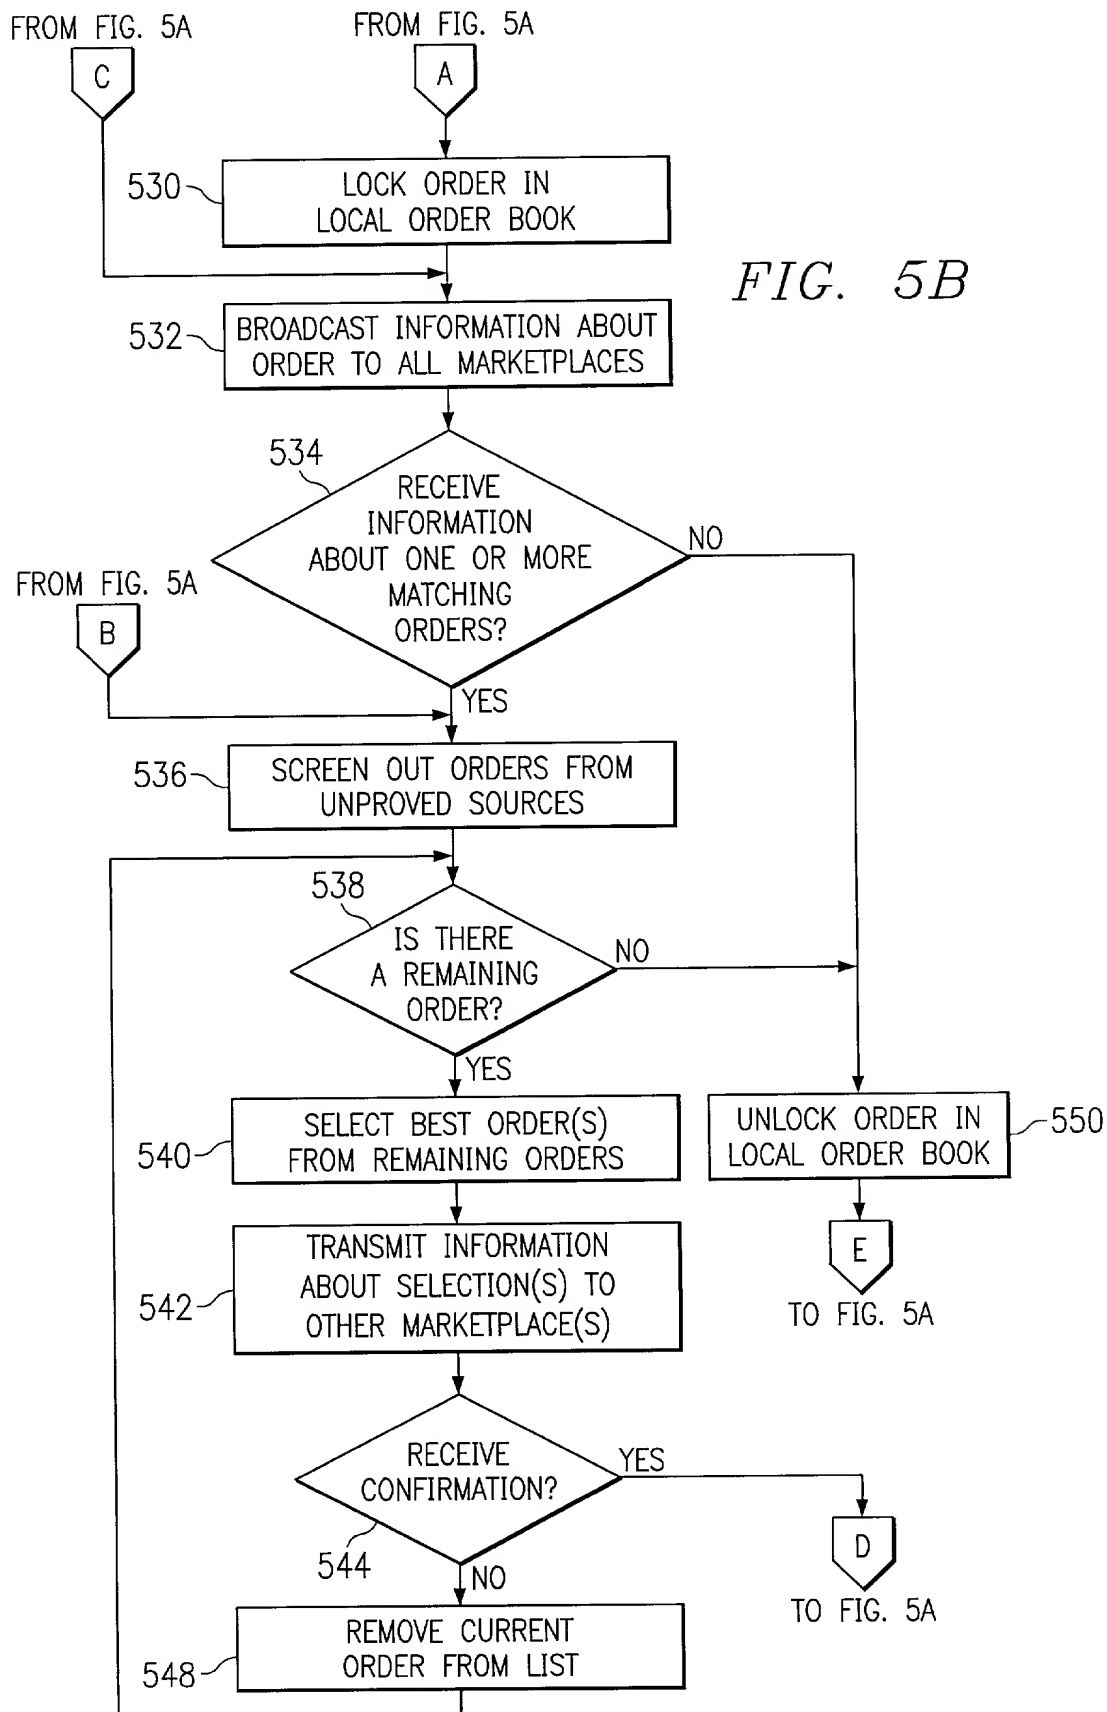 FROM FIG. 5A
FROM FIG. 5A
C
A
530
LOCK ORDER IN
LOCAL ORDER BOOK
FIG. 5B
532
BROADCAST INFORMATION ABOUT
ORDER TO ALL MARKETPLACES
534
RECEIVE
INFORMATION
ABOUT ONE OR MORE
MATCHING
ORDERS?
NO
FROM FIG. 5A
B
YES
536
SCREEN OUT ORDERS FROM
UNPROVED SOURCES
538
IS THERE
A REMAINING
ORDER?
NO
YES
540
SELECT BEST ORDER(S)
FROM REMAINING ORDERS
UNLOCK ORDER IN
LOCAL ORDER BOOK
550
E
TO FIG. 5A
542
TRANSMIT INFORMATION
ABOUT SELECTION(S) TO
OTHER MARKETPLACE(S)
RECEIVE
CONFIRMATION?
YES
544
NO
D
TO FIG. 5A
548
REMOVE CURRENT
ORDER FROM LIST